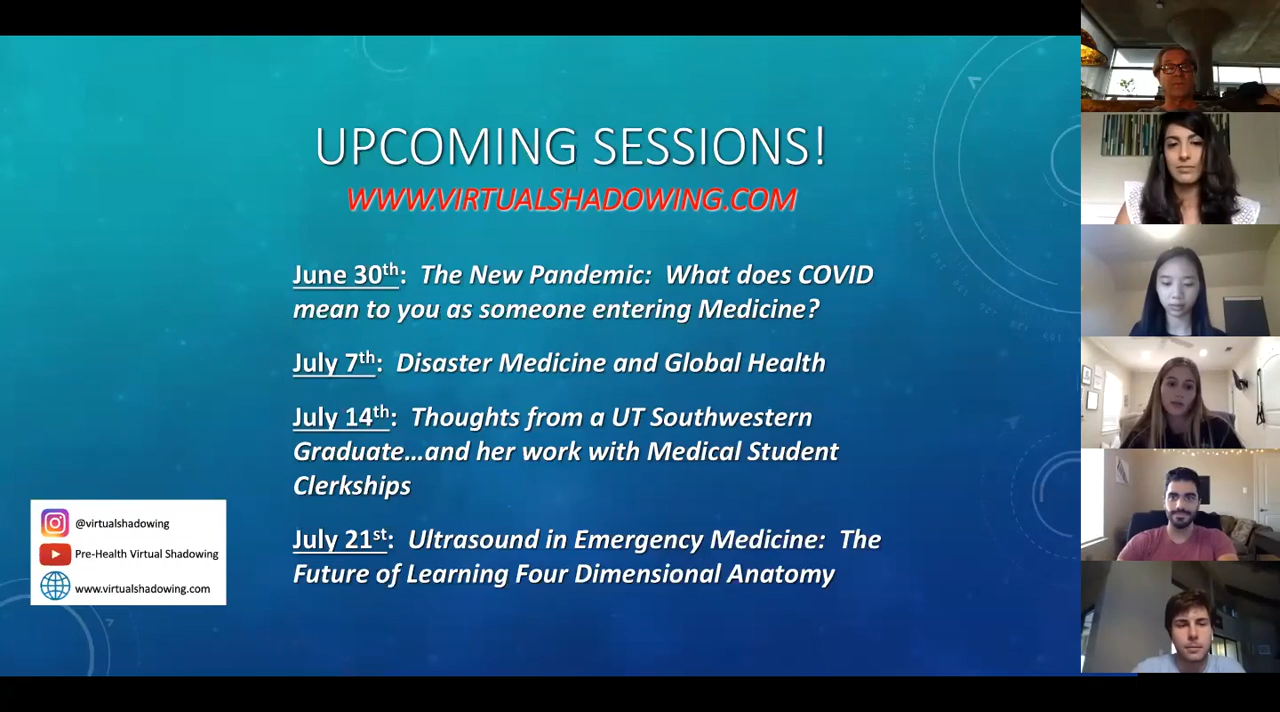 UPCOMING SESSIONS!
WWW.VIRTUALSHADOWING.COM
June 30th: The New Pandemic: What does COVID
mean to you as someone entering Medicine?
July 7th: Disaster Medicine and Global Health
July 14th: Thoughts from a UT Southwestern
Graduate…and her work with Medical Student
Clerkships
July 21st: Ultrasound in Emergency Medicine: The
Future of Learning Four Dimensional Anatomy
@virtualshadowing
Pre-Health Virtual Shadowing
www.virtualshadowing.com